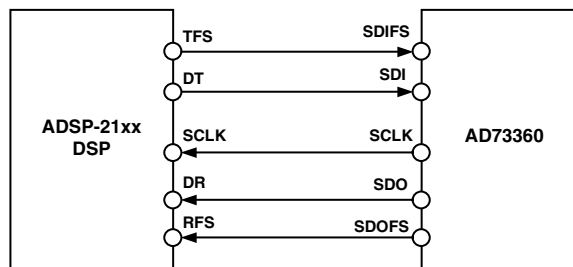 TFS SDIFS
DT SDI
ADSP-21xx
DSP
SCLK SCLK
AD73360
DR SDO
RFS SDOFS